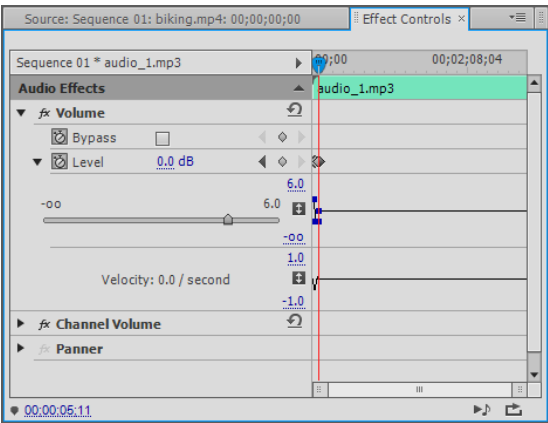 Source: Sequence 01: biking.mp4: 00;00;00;00 Effect Controls ×
Sequence 01 * audio_1.mp3 00;00 00;02;08;04
Audio Effects audio_1.mp3
fx Volume
Bypass
Level 0.0 dB
6.0
-oo 6.0
-oo
1.0
Velocity: 0.0 / second
-1.0
fx Channel Volume
fx Panner
00;00;05;11